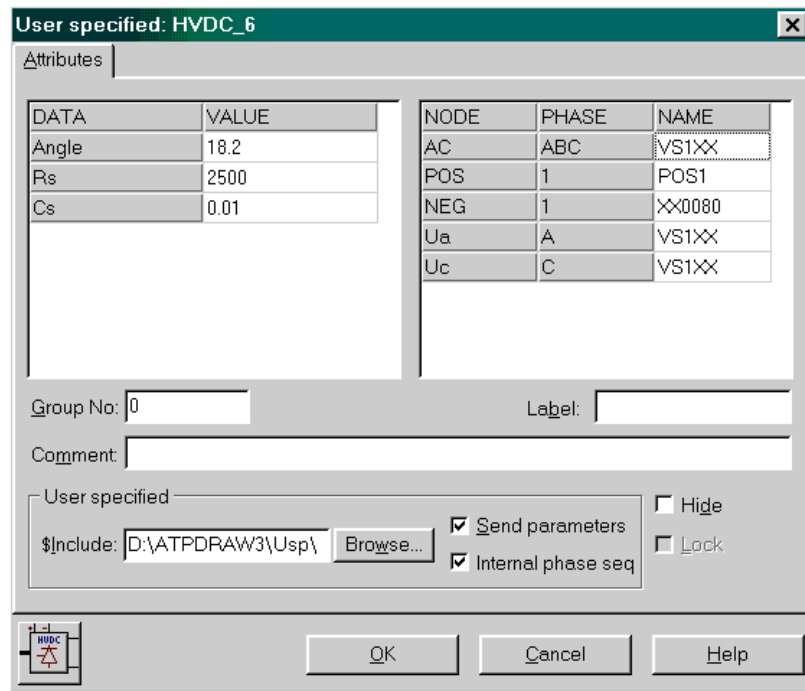 User specified: HVDC_6
Attributes
DATA VALUE
Angle 18.2
Rs 2500
Cs 0.01
NODE PHASE NAME
AC ABC VS1XX
POS 1 POS1
NEG 1 XX0080
Ua A VS1XX
Uc C VS1XX
Group No: 0
Label:
Comment:
User specified
$Include: D:\ATPDRAW3\Usp\ Browse...
Send parameters
Internal phase seq
Hide
Lock
HVDC
OK Cancel Help